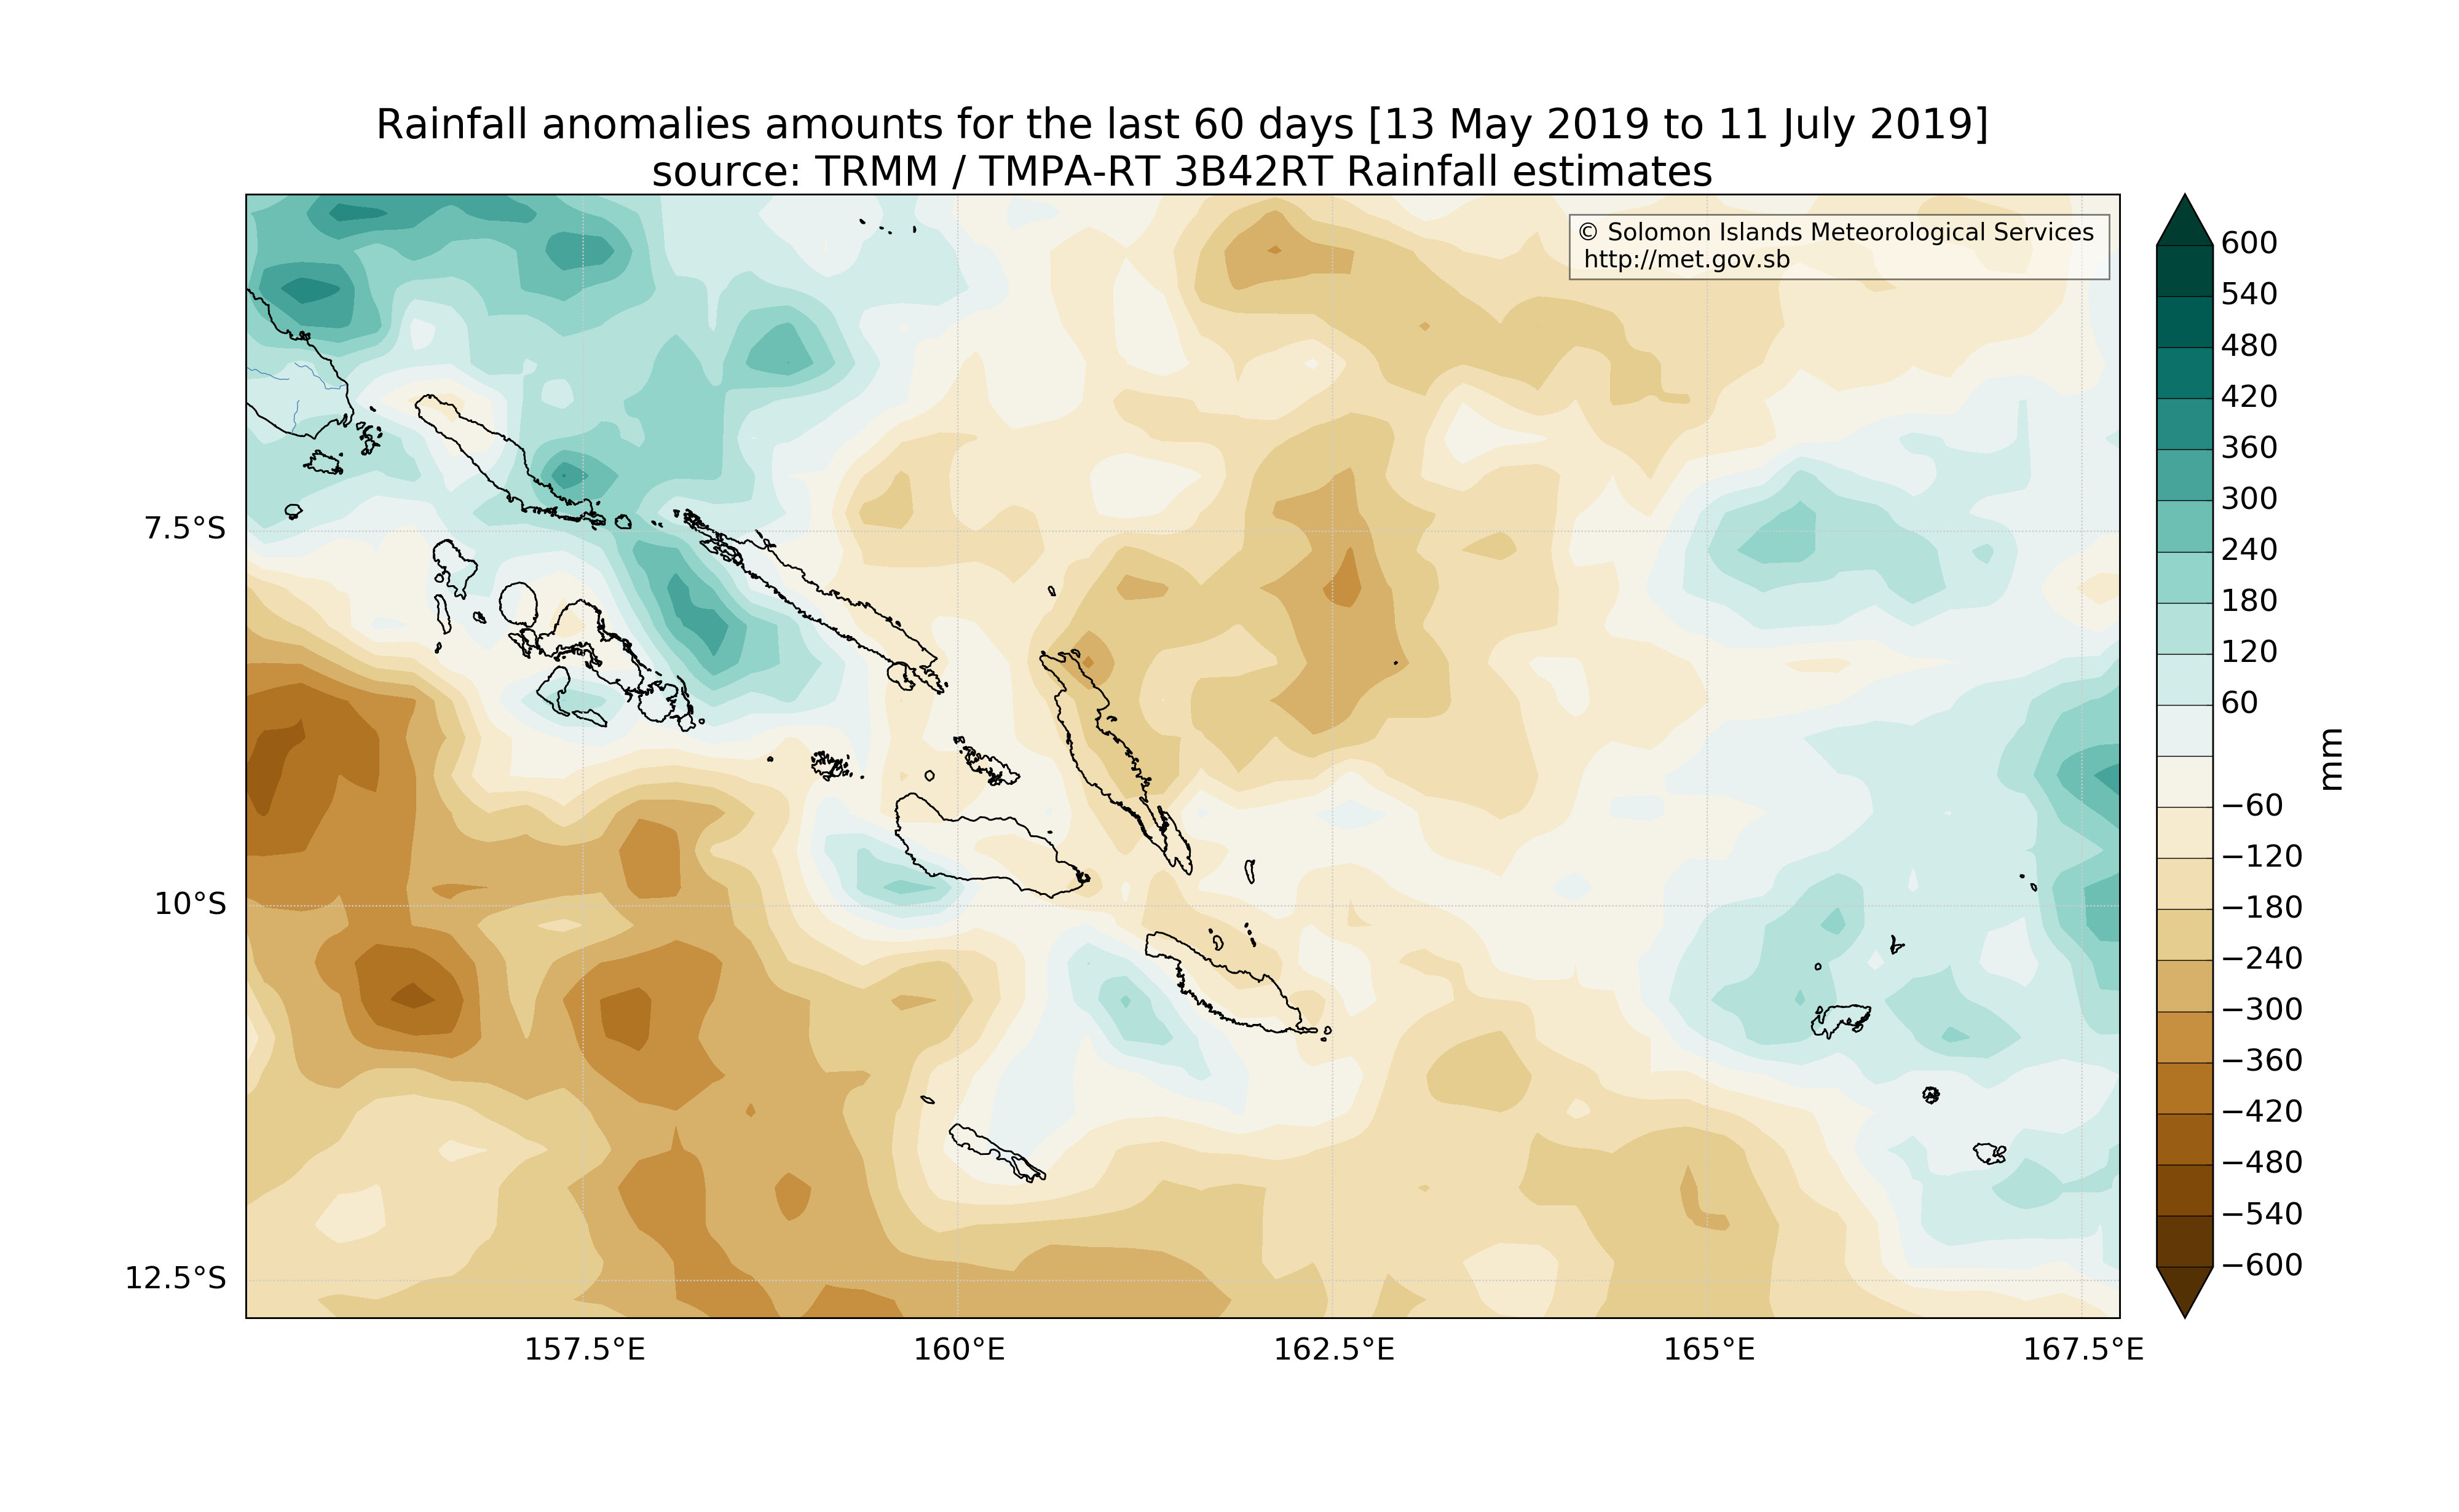 Rainfall anomalies amounts for the last 60 days [13 May 2019 to 11 July 2019]
source: TRMM / TMPA-RT 3B42RT Rainfall estimates
© Solomon Islands Meteorological Services
http://met.gov.sb
7.5°S
10°S
12.5°S
157.5°E
160°E
162.5°E
165°E
167.5°E
600
540
480
420
360
300
240
180
120
60
−60
−120
−180
−240
−300
−360
−420
−480
−540
−600
mm